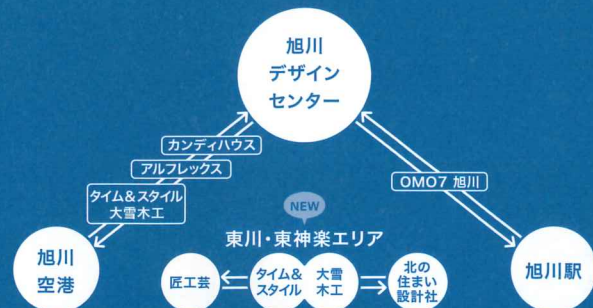 旭川
デザイン
センター
カンディハウス
アルフレックス
タイム&スタイル
大雪木工
OMO7 旭川
NEW
東川・東神楽エリア
旭川
空港
匠工芸
タイム&
スタイル
大雪
木工
北の
住まい
設計社
旭川駅